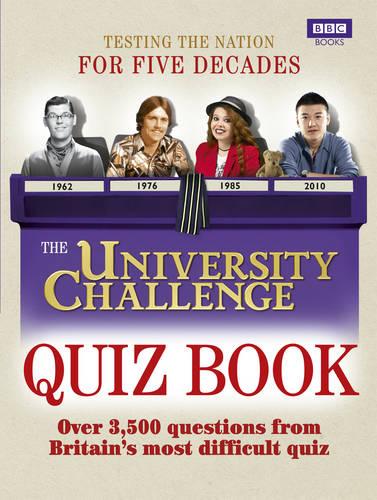 BBC
BOOKS
TESTING THE NATION
FOR FIVE DECADES
1962 1976 1985 2010
THE UNIVERSITY
CHALLENGE
QUIZ BOOK
Over 3,500 questions from
Britain's most difficult quiz